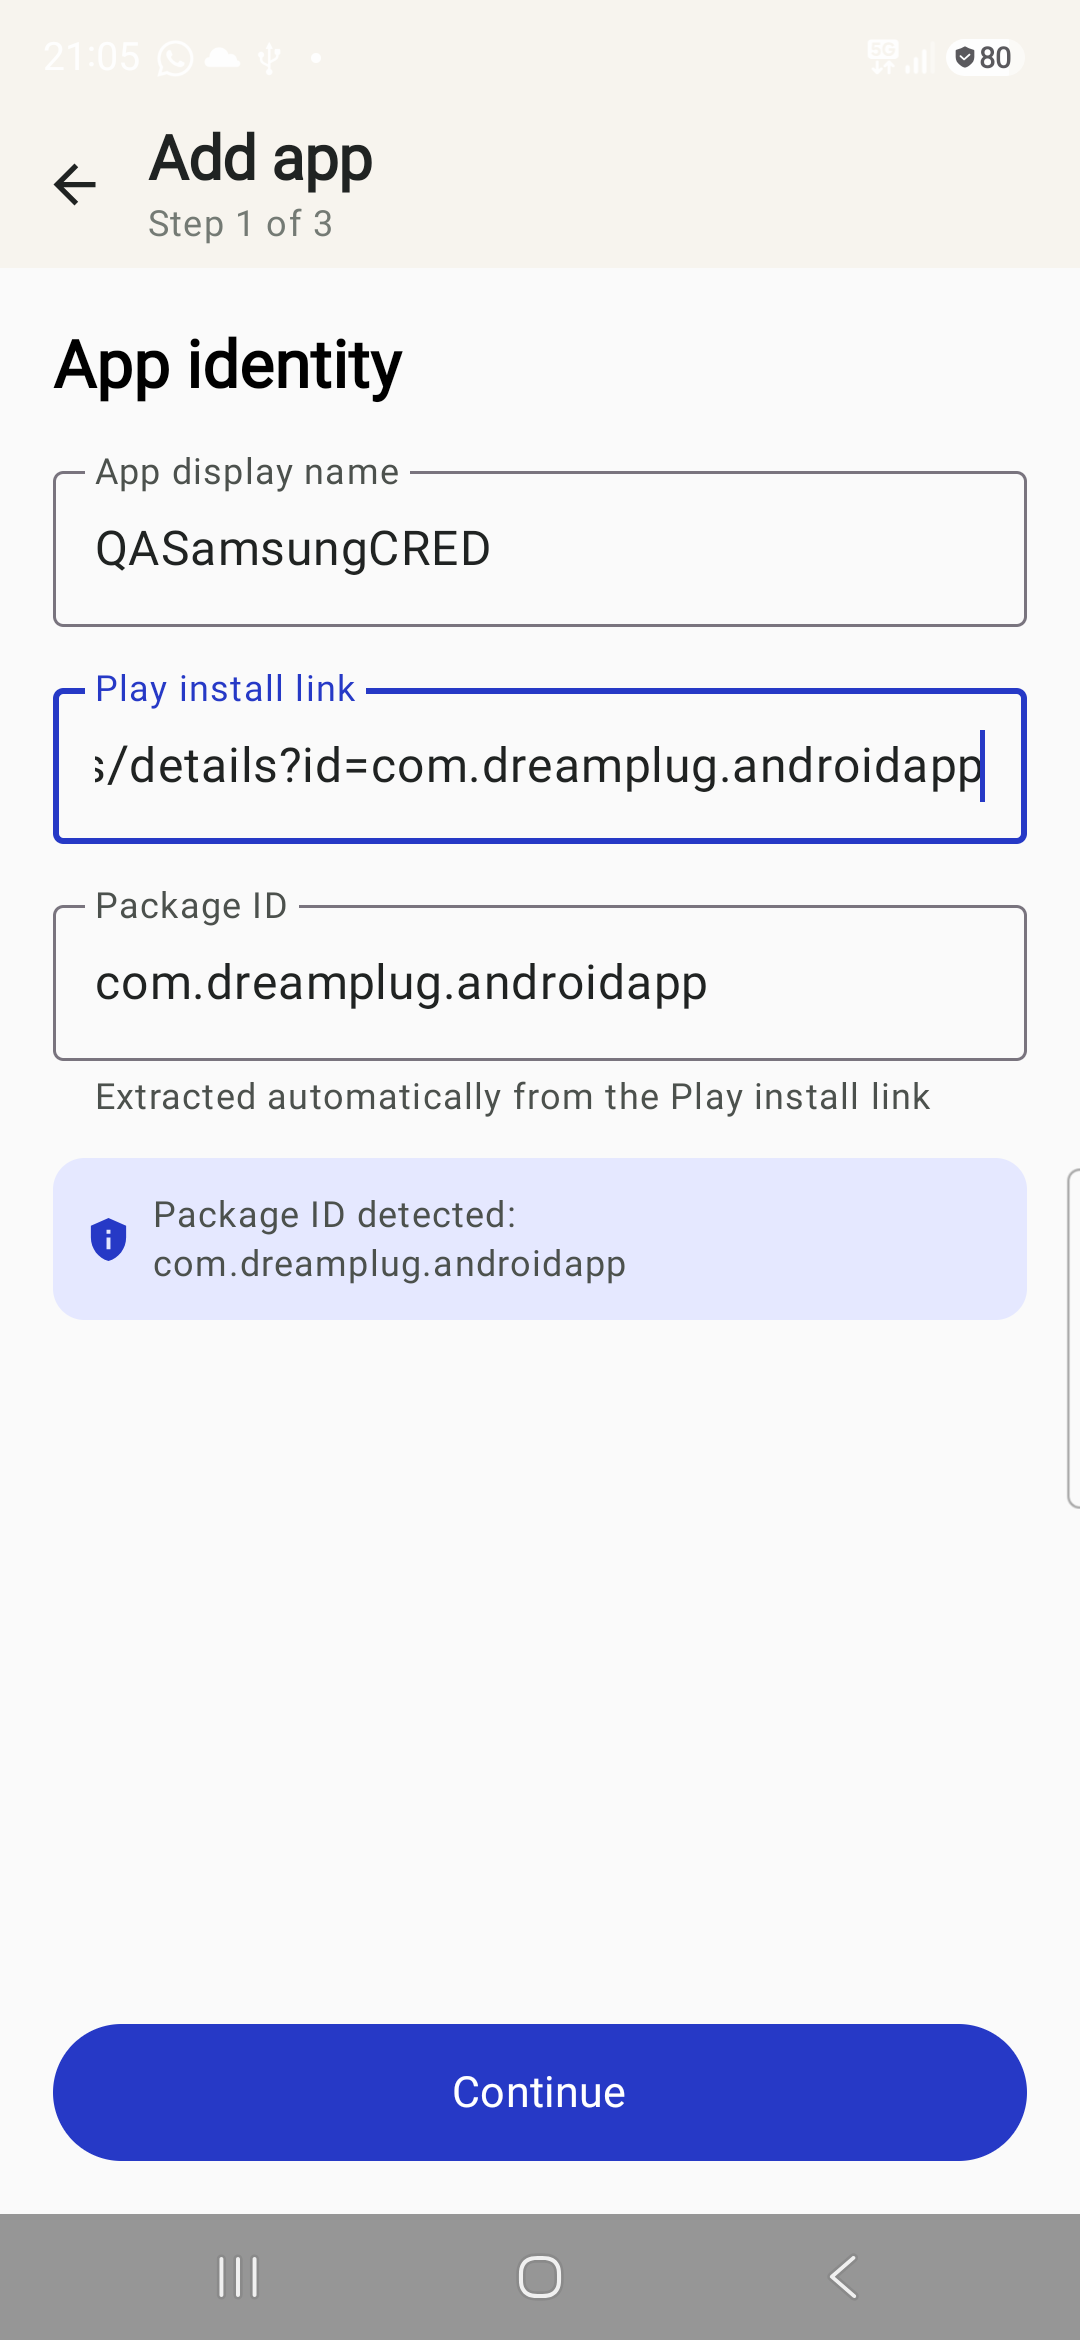 21:05
5G
80
Add app
Step 1 of 3
App identity
App display name
QASamsungCRED
Play install link
s/details?id=com.dreamplug.androidapp
Package ID
com.dreamplug.androidapp
Extracted automatically from the Play install link
Package ID detected:
com.dreamplug.androidapp
Continue